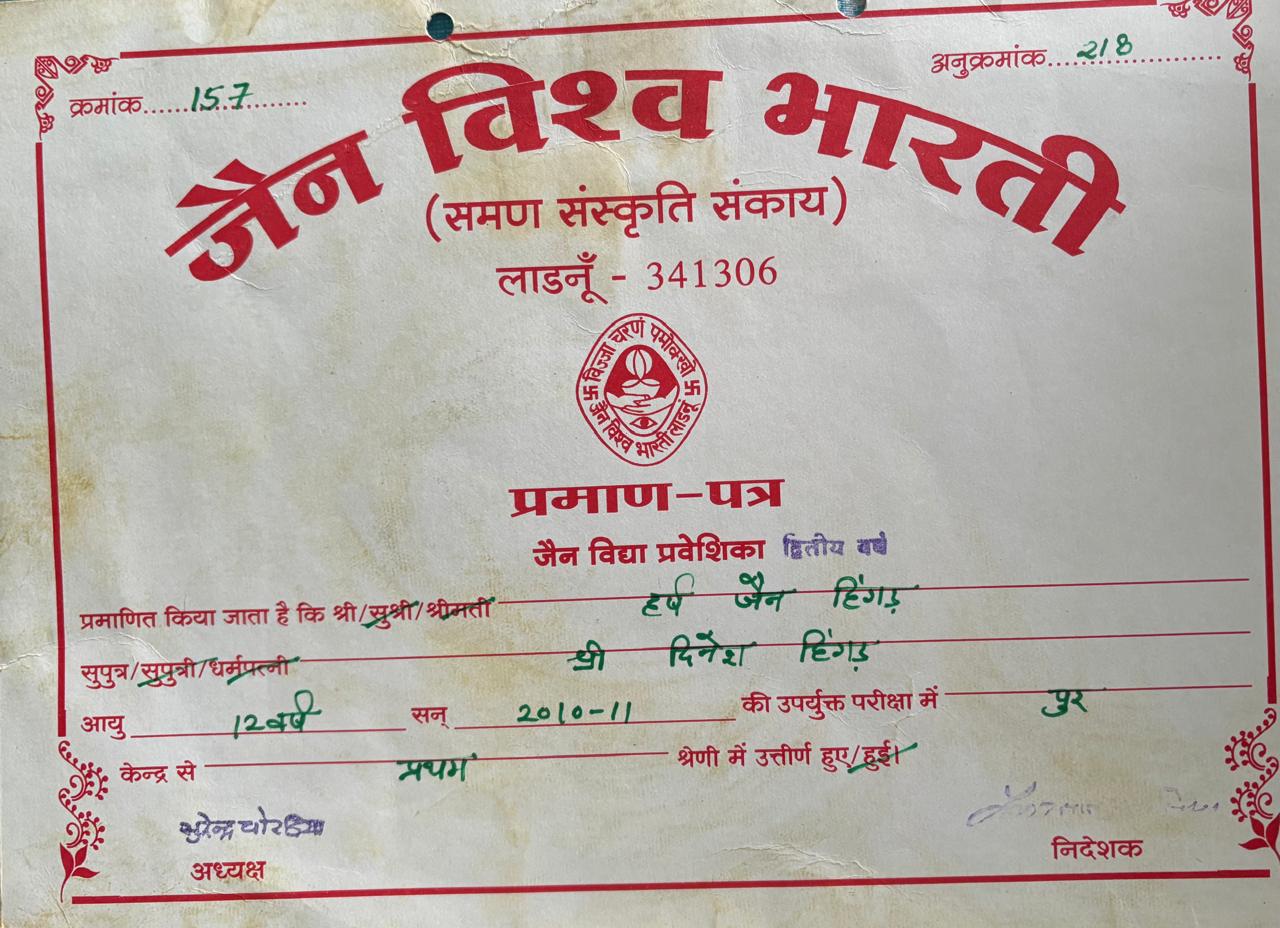 क्रमांक......157......... अनुक्रमांक....218...............
जैन विश्व भारती
(समण संस्कृति संकाय)
लाडनूँ - 341306
卐 विज्जा चरणं पमोक्खो 卐
जैन विश्व भारती लाडनूं
प्रमाण-पत्र
जैन विद्या प्रवेशिका द्वितीय वर्ष
प्रमाणित किया जाता है कि श्री/सुश्री/श्रीमती हर्ष जैन हिंगड़
सुपुत्र/सुपुत्री/धर्मपत्नी श्री दिनेश हिंगड़
आयु 12 वर्ष सन् 2010-11 की उपर्युक्त परीक्षा में पुर
केन्द्र से प्रथम श्रेणी में उत्तीर्ण हुए/हुई।
चोरड़िया
अध्यक्ष निदेशक